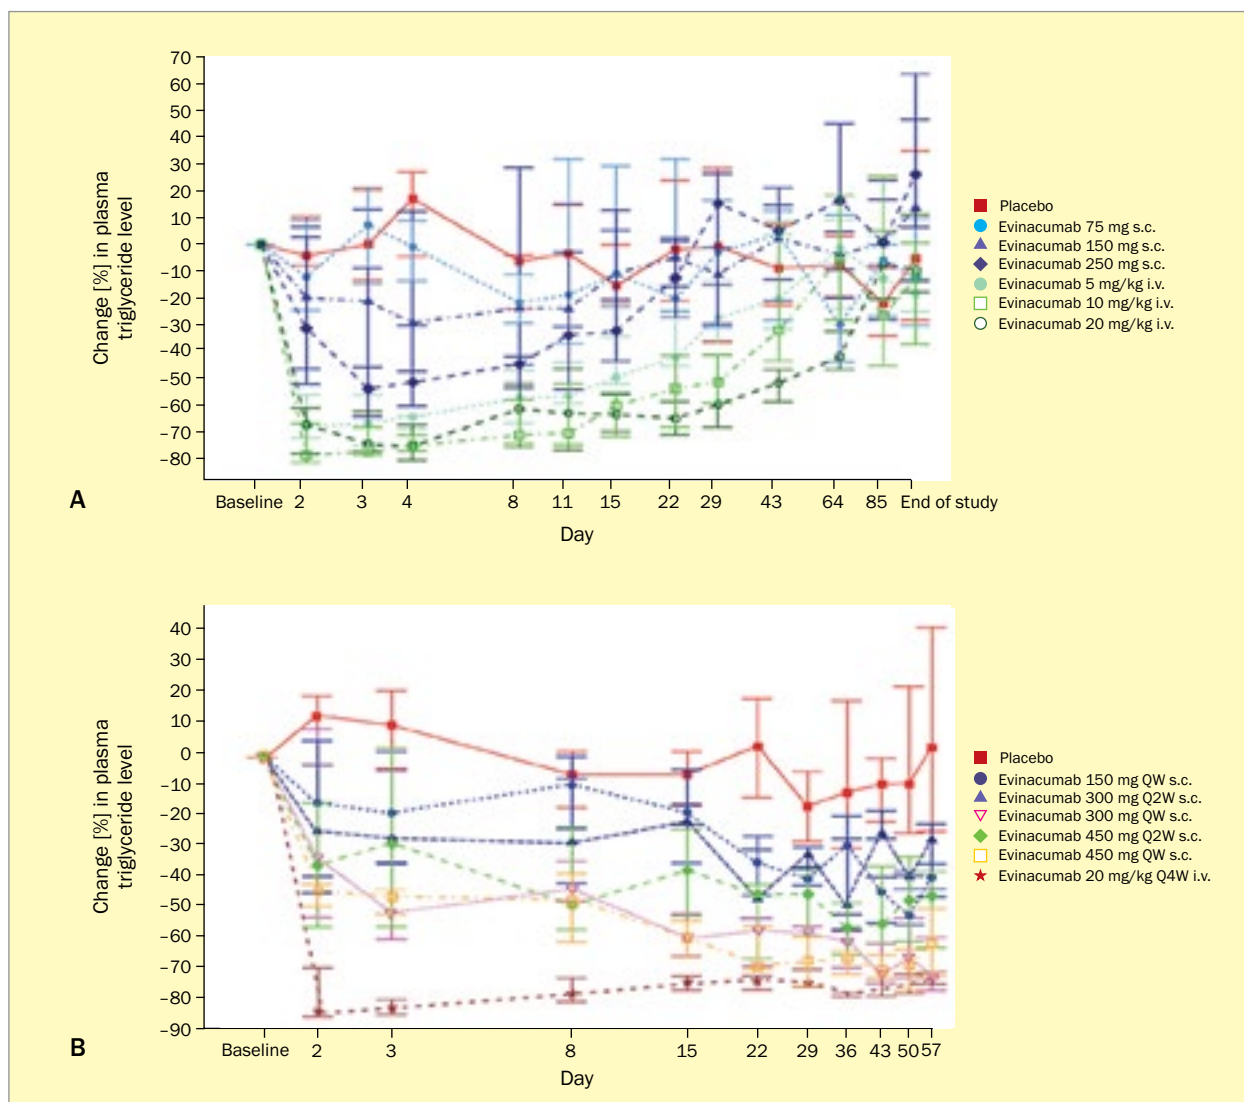 70
60
50
40
30
20
10
0
–10
–20
–30
–40
–50
–60
–70
–80
Change [%] in plasma
triglyceride level
Baseline 2 3 4 8 11 15 22 29 43 64 85 End of study
Day
A
Placebo
Evinacumab 75 mg s.c.
Evinacumab 150 mg s.c.
Evinacumab 250 mg s.c.
Evinacumab 5 mg/kg i.v.
Evinacumab 10 mg/kg i.v.
Evinacumab 20 mg/kg i.v.
40
30
20
10
0
–10
–20
–30
–40
–50
–60
–70
–80
–90
Change [%] in plasma
triglyceride level
Baseline 2 3 8 15 22 29 36 43 50 57
Day
B
Placebo
Evinacumab 150 mg QW s.c.
Evinacumab 300 mg Q2W s.c.
Evinacumab 300 mg QW s.c.
Evinacumab 450 mg Q2W s.c.
Evinacumab 450 mg QW s.c.
Evinacumab 20 mg/kg Q4W i.v.